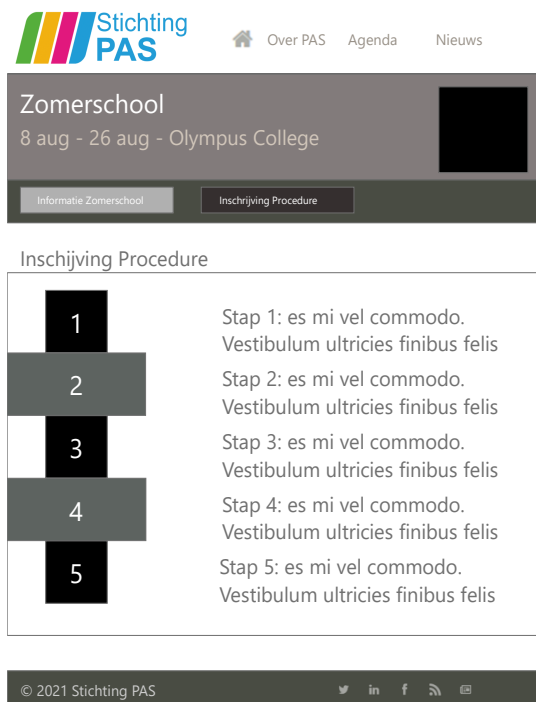 Stichting
PAS
Over PAS Agenda Nieuws
Zomerschool
8 aug - 26 aug - Olympus College
Informatie Zomerschool Inschrijving Procedure
Inschijving Procedure
1
Stap 1: es mi vel commodo.
Vestibulum ultricies finibus felis
2
Stap 2: es mi vel commodo.
Vestibulum ultricies finibus felis
3
Stap 3: es mi vel commodo.
Vestibulum ultricies finibus felis
4
Stap 4: es mi vel commodo.
Vestibulum ultricies finibus felis
5
Stap 5: es mi vel commodo.
Vestibulum ultricies finibus felis
© 2021 Stichting PAS